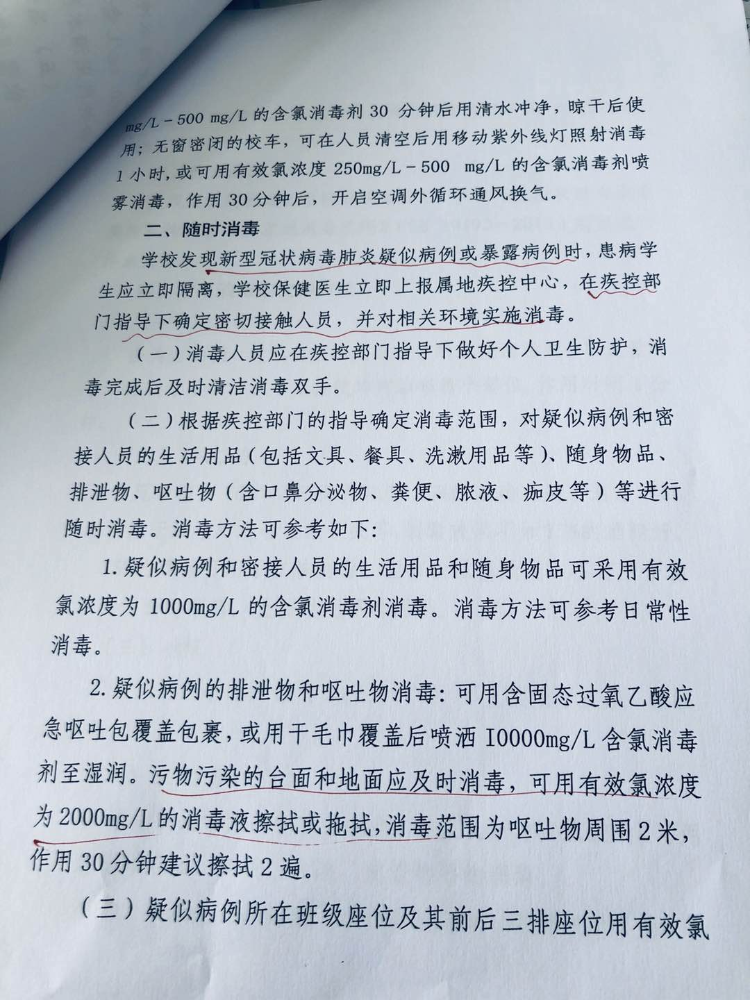 mg/L－500 mg/L 的含氯消毒剂 30 分钟后用清水冲净，晾干后使
用；无窗密闭的校车，可在人员清空后用移动紫外线灯照射消毒
1 小时，或可用有效氯浓度 250mg/L－500 mg/L 的含氯消毒剂喷
雾消毒，作用 30 分钟后，开启空调外循环通风换气。
二、随时消毒
学校发现新型冠状病毒肺炎疑似病例或暴露病例时，患病学
生应立即隔离，学校保健医生立即上报属地疾控中心，在疾控部
门指导下确定密切接触人员，并对相关环境实施消毒。
（一）消毒人员应在疾控部门指导下做好个人卫生防护，消
毒完成后及时清洁消毒双手。
（二）根据疾控部门的指导确定消毒范围，对疑似病例和密
接人员的生活用品（包括文具、餐具、洗漱用品等）、随身物品、
排泄物、呕吐物（含口鼻分泌物、粪便、脓液、痂皮等）等进行
随时消毒。消毒方法可参考如下：
1. 疑似病例和密接人员的生活用品和随身物品可采用有效
氯浓度为 1000mg/L 的含氯消毒剂消毒。消毒方法可参考日常性
消毒。
2. 疑似病例的排泄物和呕吐物消毒：可用含固态过氧乙酸应
急呕吐包覆盖包裹，或用干毛巾覆盖后喷洒 I0000mg/L 含氯消毒
剂至湿润。污物污染的台面和地面应及时消毒，可用有效氯浓度
为 2000mg/L 的消毒液擦拭或拖拭，消毒范围为呕吐物周围 2 米，
作用 30 分钟建议擦拭 2 遍。
（三）疑似病例所在班级座位及其前后三排座位用有效氯